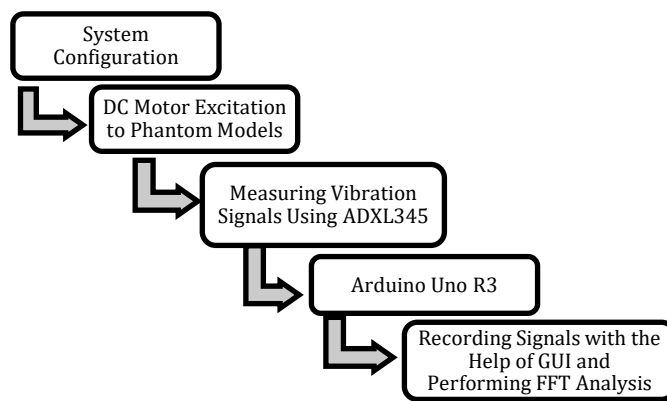 System
Configuration
DC Motor Excitation
to Phantom Models
Measuring Vibration
Signals Using ADXL345
Arduino Uno R3
Recording Signals with the
Help of GUI and
Performing FFT Analysis